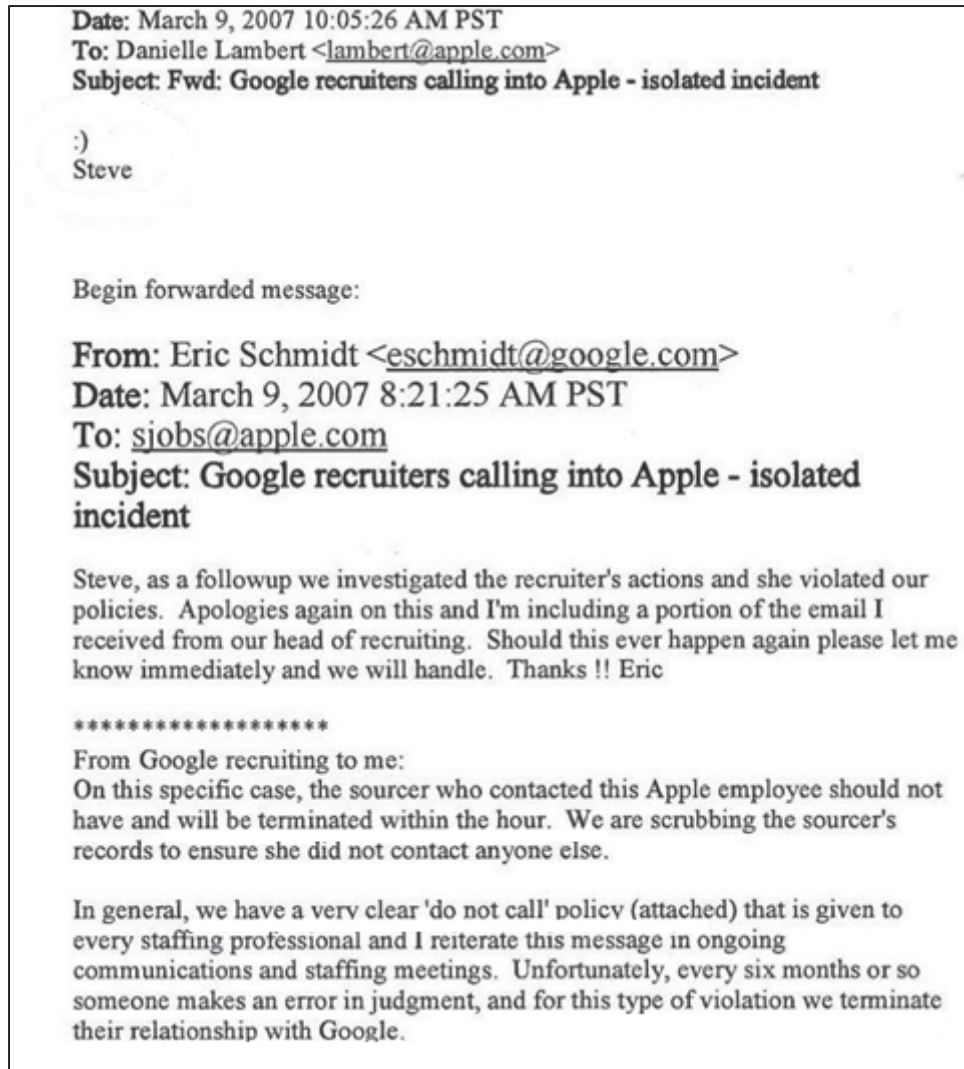 Date: March 9, 2007 10:05:26 AM PST
To: Danielle Lambert <lambert@apple.com>
Subject: Fwd: Google recruiters calling into Apple - isolated incident
:)
Steve
Begin forwarded message:
From: Eric Schmidt <eschmidt@google.com>
Date: March 9, 2007 8:21:25 AM PST
To: sjobs@apple.com
Subject: Google recruiters calling into Apple - isolated
incident
Steve, as a followup we investigated the recruiter's actions and she violated our
policies.  Apologies again on this and I'm including a portion of the email I
received from our head of recruiting.  Should this ever happen again please let me
know immediately and we will handle.  Thanks !! Eric
*******************
From Google recruiting to me:
On this specific case, the sourcer who contacted this Apple employee should not
have and will be terminated within the hour.  We are scrubbing the sourcer's
records to ensure she did not contact anyone else.
In general, we have a very clear 'do not call' policy (attached) that is given to
every staffing professional and I reiterate this message in ongoing
communications and staffing meetings.  Unfortunately, every six months or so
someone makes an error in judgment, and for this type of violation we terminate
their relationship with Google.